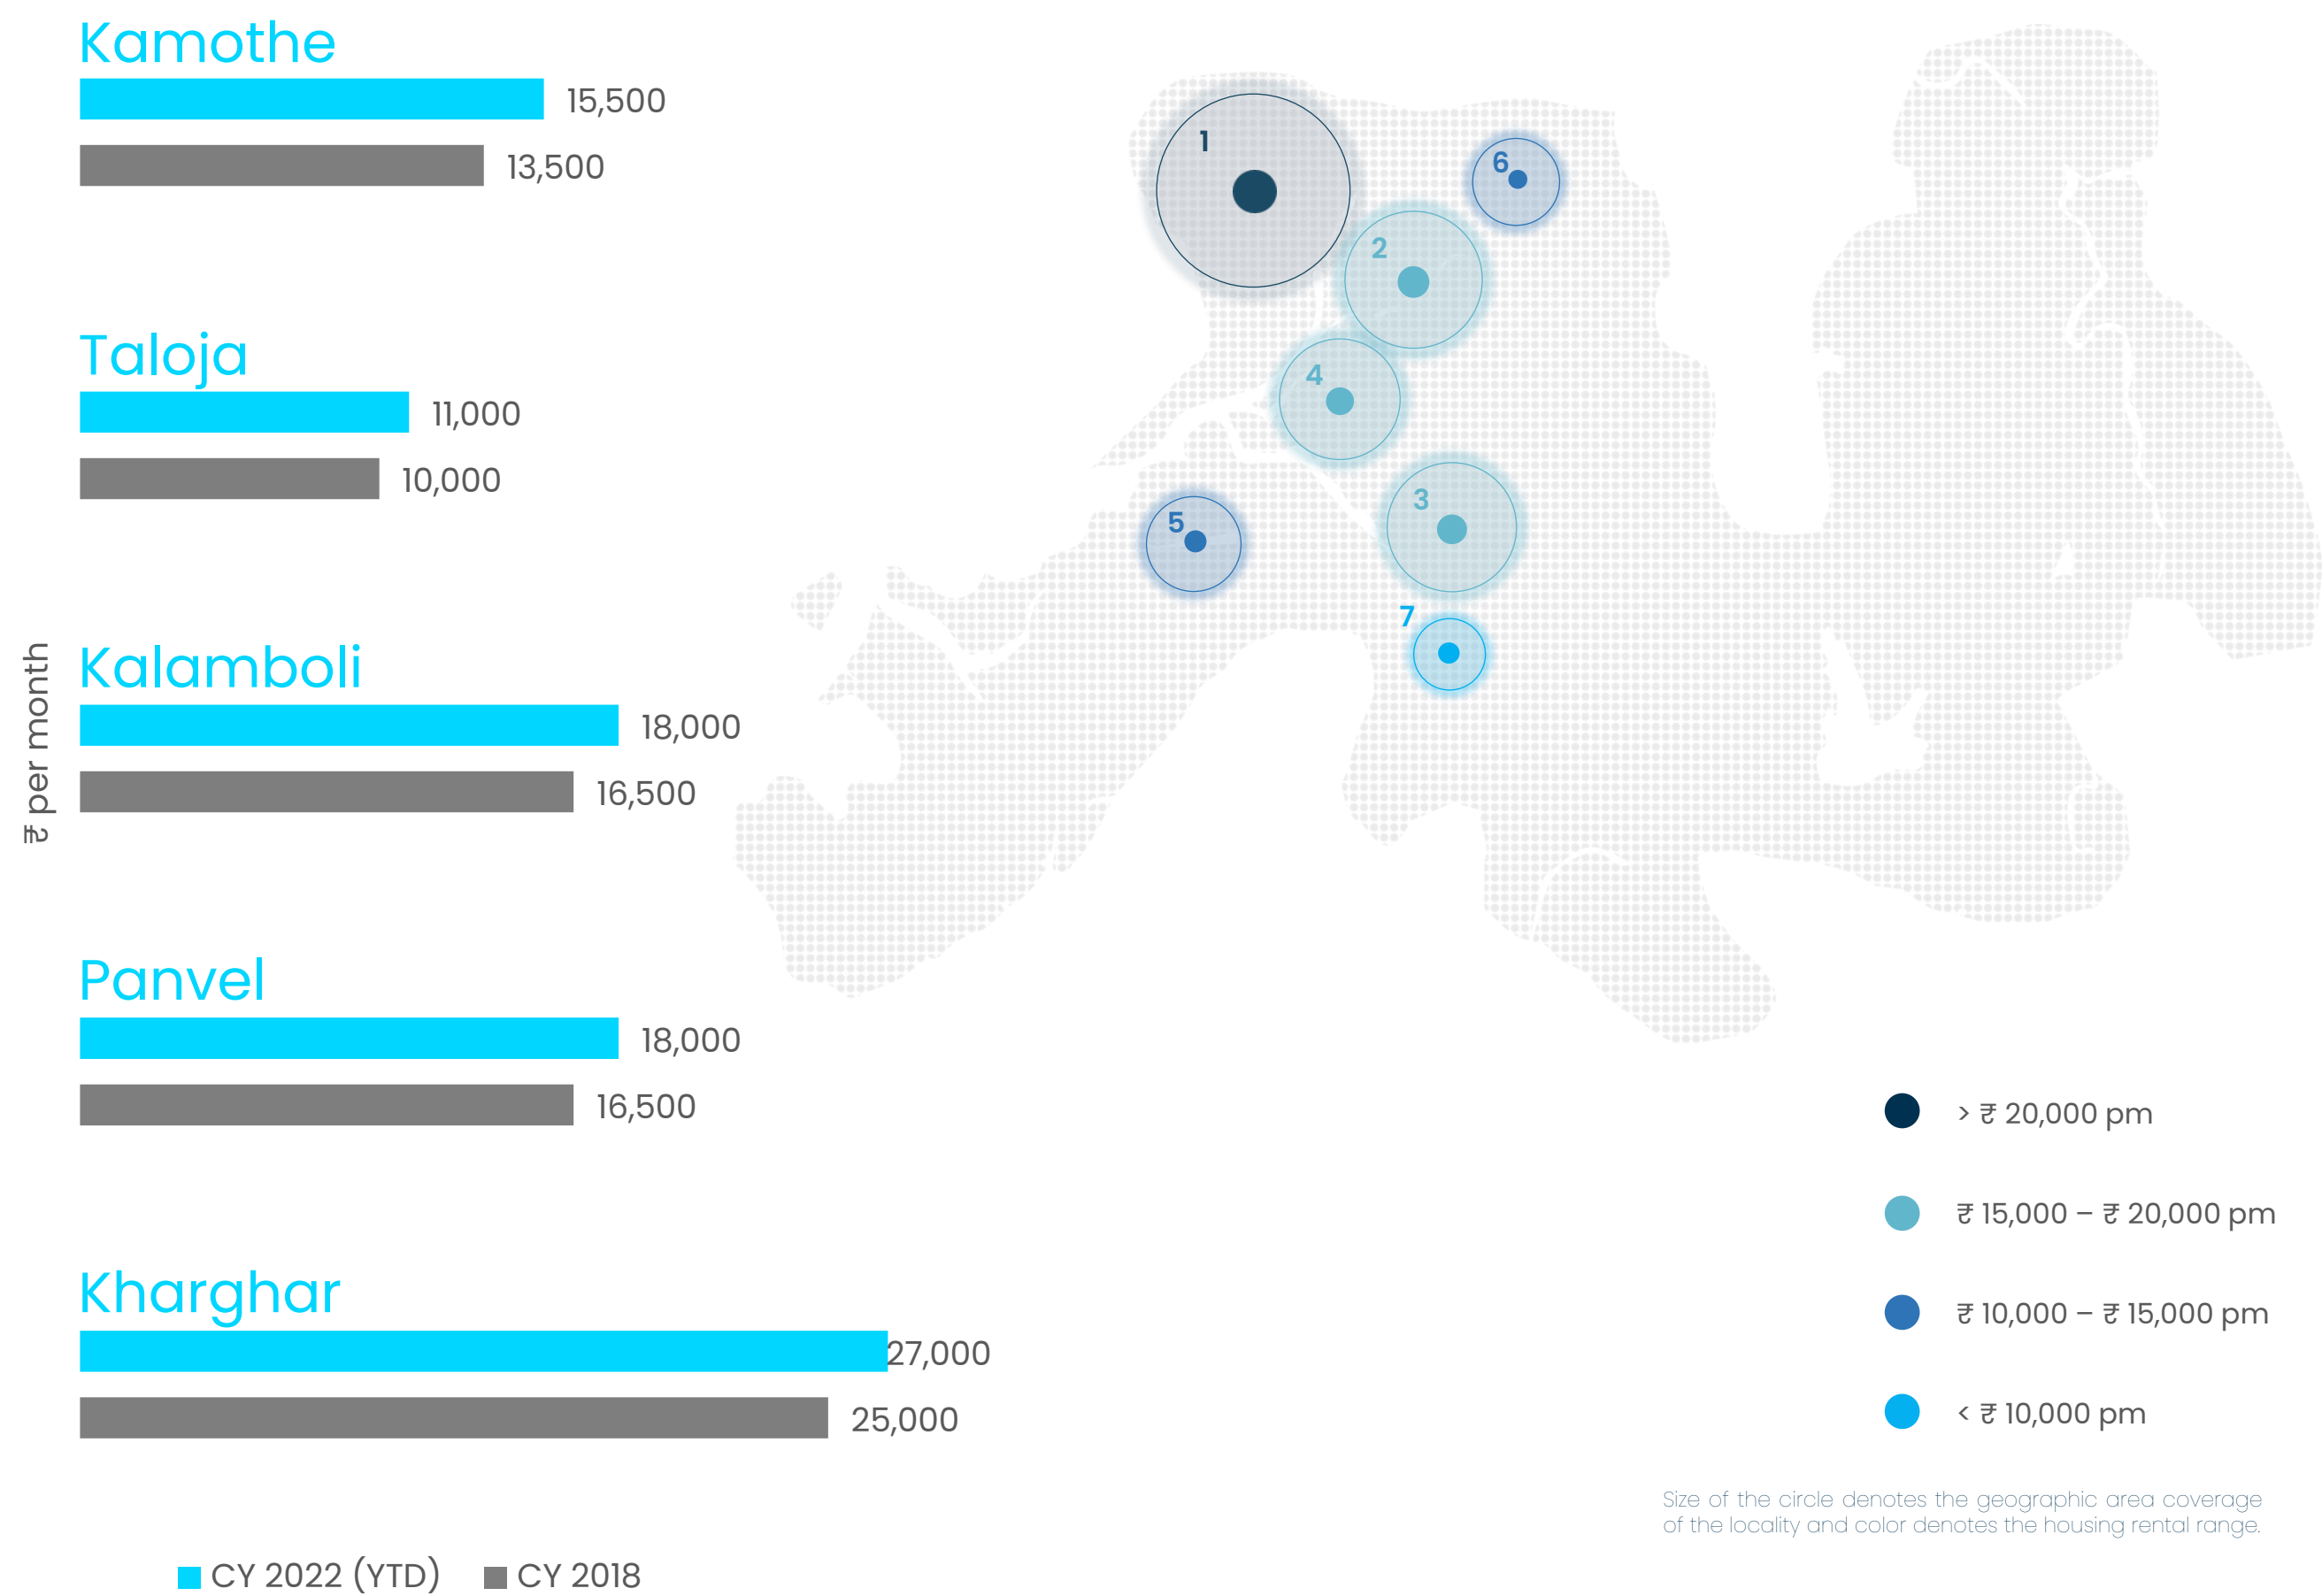 Kamothe
15,500
13,500
Taloja
11,000
10,000
₹ per month
Kalamboli
18,000
16,500
Panvel
18,000
16,500
Kharghar
27,000
25,000
CY 2022 (YTD)
CY 2018
1
6
2
4
3
5
7
> ₹ 20,000 pm
₹ 15,000 – ₹ 20,000 pm
₹ 10,000 – ₹ 15,000 pm
< ₹ 10,000 pm
Size of the circle denotes the geographic area coverage
of the locality and color denotes the housing rental range.